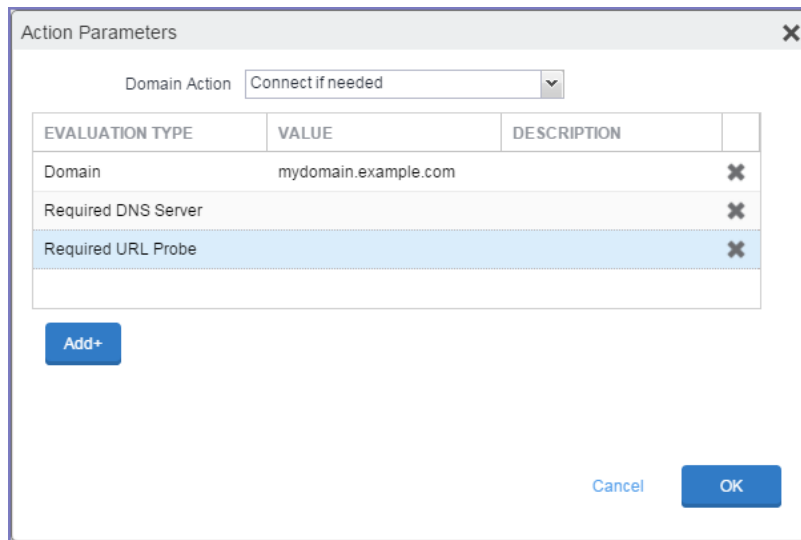 Action Parameters
Domain Action Connect if needed
EVALUATION TYPE VALUE DESCRIPTION
Domain mydomain.example.com
Required DNS Server
Required URL Probe
Add+
Cancel OK